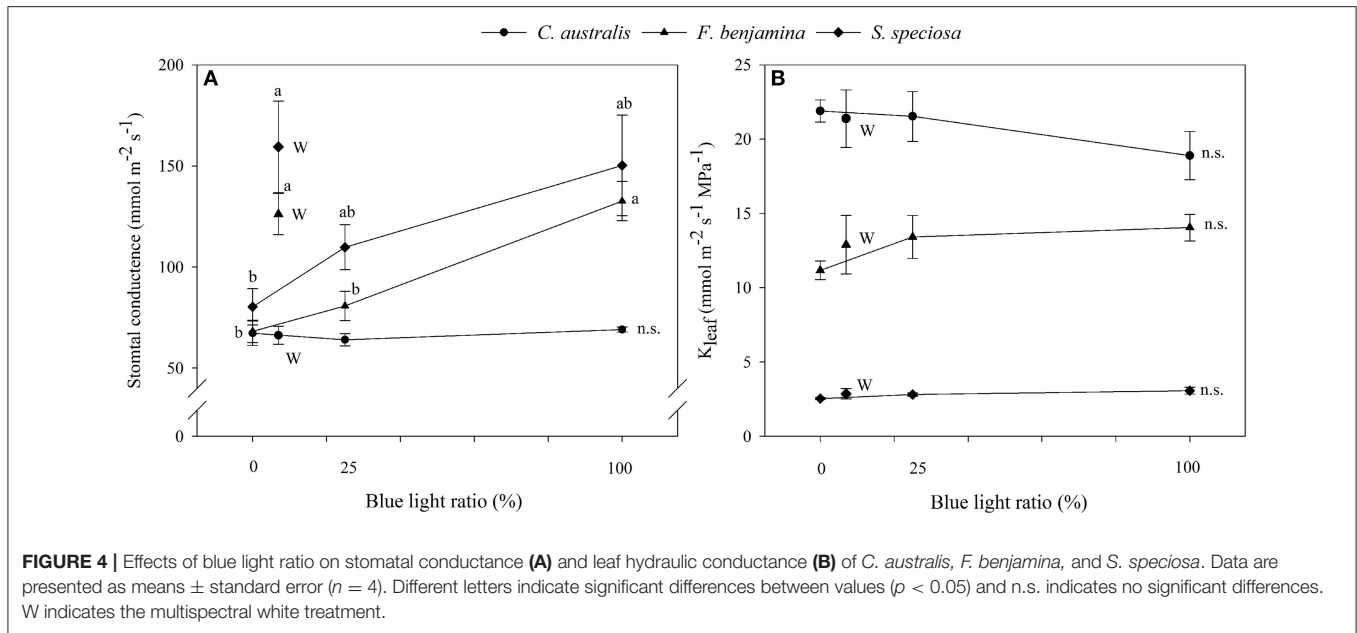 C. australis F. benjamina S. speciosa
A
B
200
150
100
50
0
Stomtal conductence (mmol m-2 s-1)
a
W
a
W
ab
ab
a
b
b
b
W
n.s.
0 25 100
Blue light ratio (%)
25
20
15
10
5
0
Kleaf (mmol m-2 s-1 MPa-1)
W
n.s.
W
n.s.
W
n.s.
0 25 100
Blue light ratio (%)
FIGURE 4 | Effects of blue light ratio on stomatal conductance (A) and leaf hydraulic conductance (B) of C. australis, F. benjamina, and S. speciosa. Data are
presented as means ± standard error (n = 4). Different letters indicate significant differences between values (p < 0.05) and n.s. indicates no significant differences.
W indicates the multispectral white treatment.